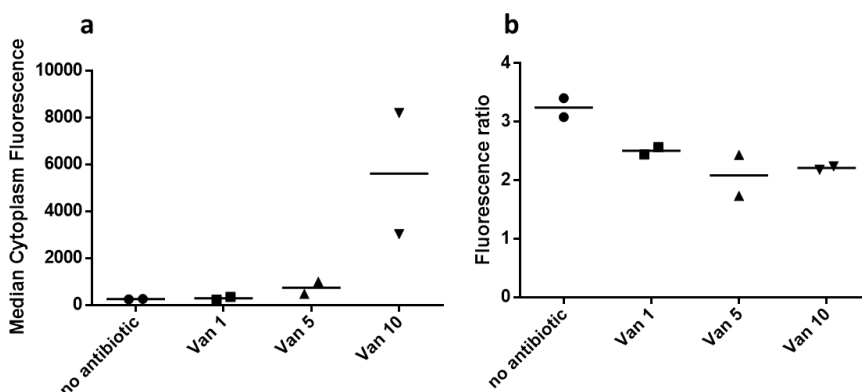 a
Median Cytoplasm Fluorescence
10000
8000
6000
4000
2000
0
no antibiotic
Van 1
Van 5
Van 10
b
Fluorescence ratio
4
3
2
1
0
no antibiotic
Van 1
Van 5
Van 10